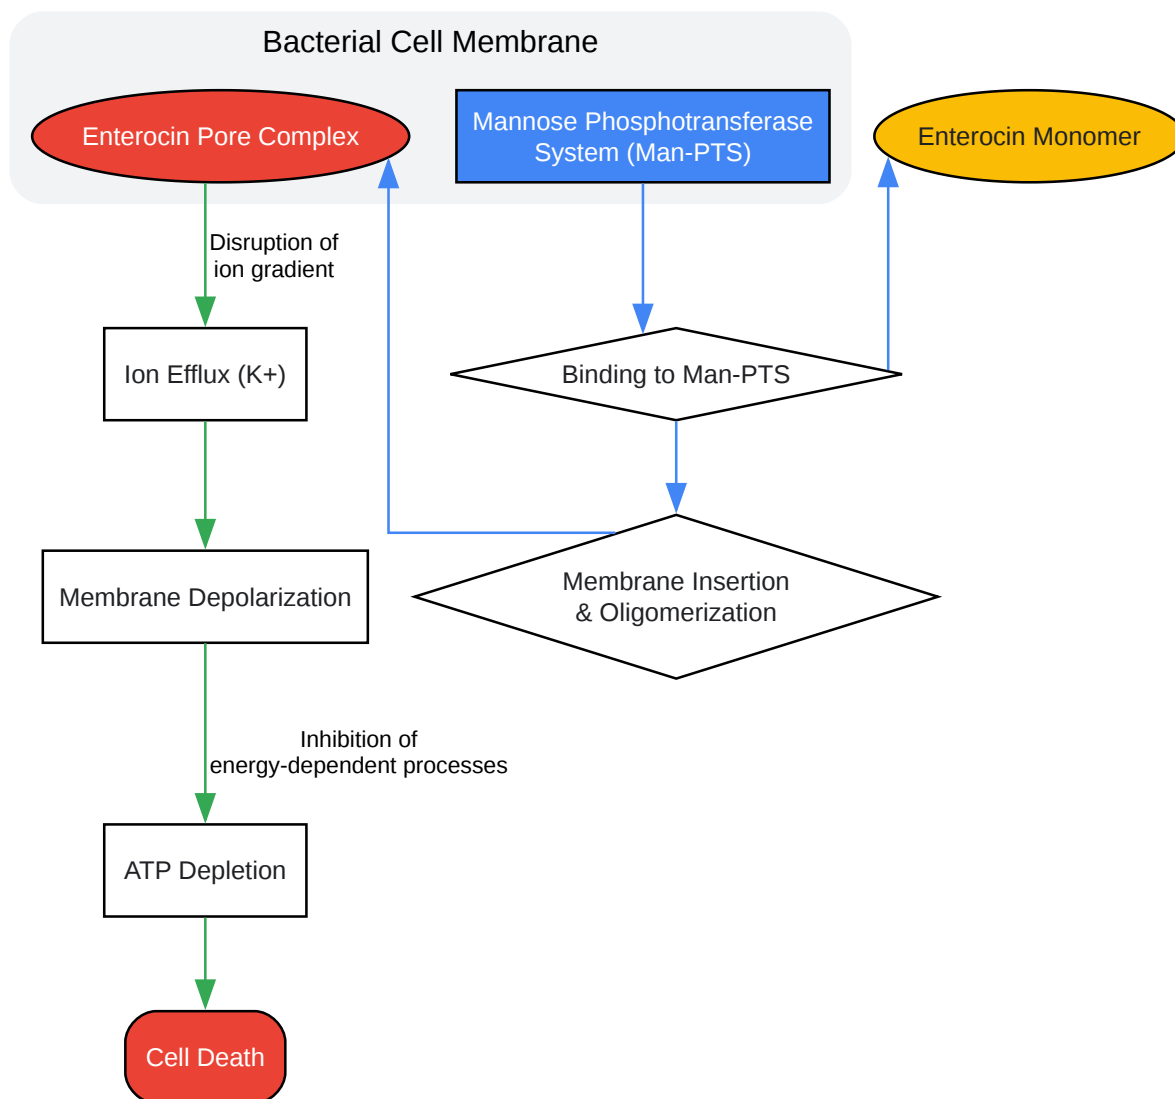 Bacterial Cell Membrane
Enterocin Pore Complex
Mannose Phosphotransferase
System (Man-PTS)
Enterocin Monomer
Disruption of
ion gradient
Ion Efflux (K+)
Binding to Man-PTS
Membrane Depolarization
Membrane Insertion
& Oligomerization
Inhibition of
energy-dependent processes
ATP Depletion
Cell Death